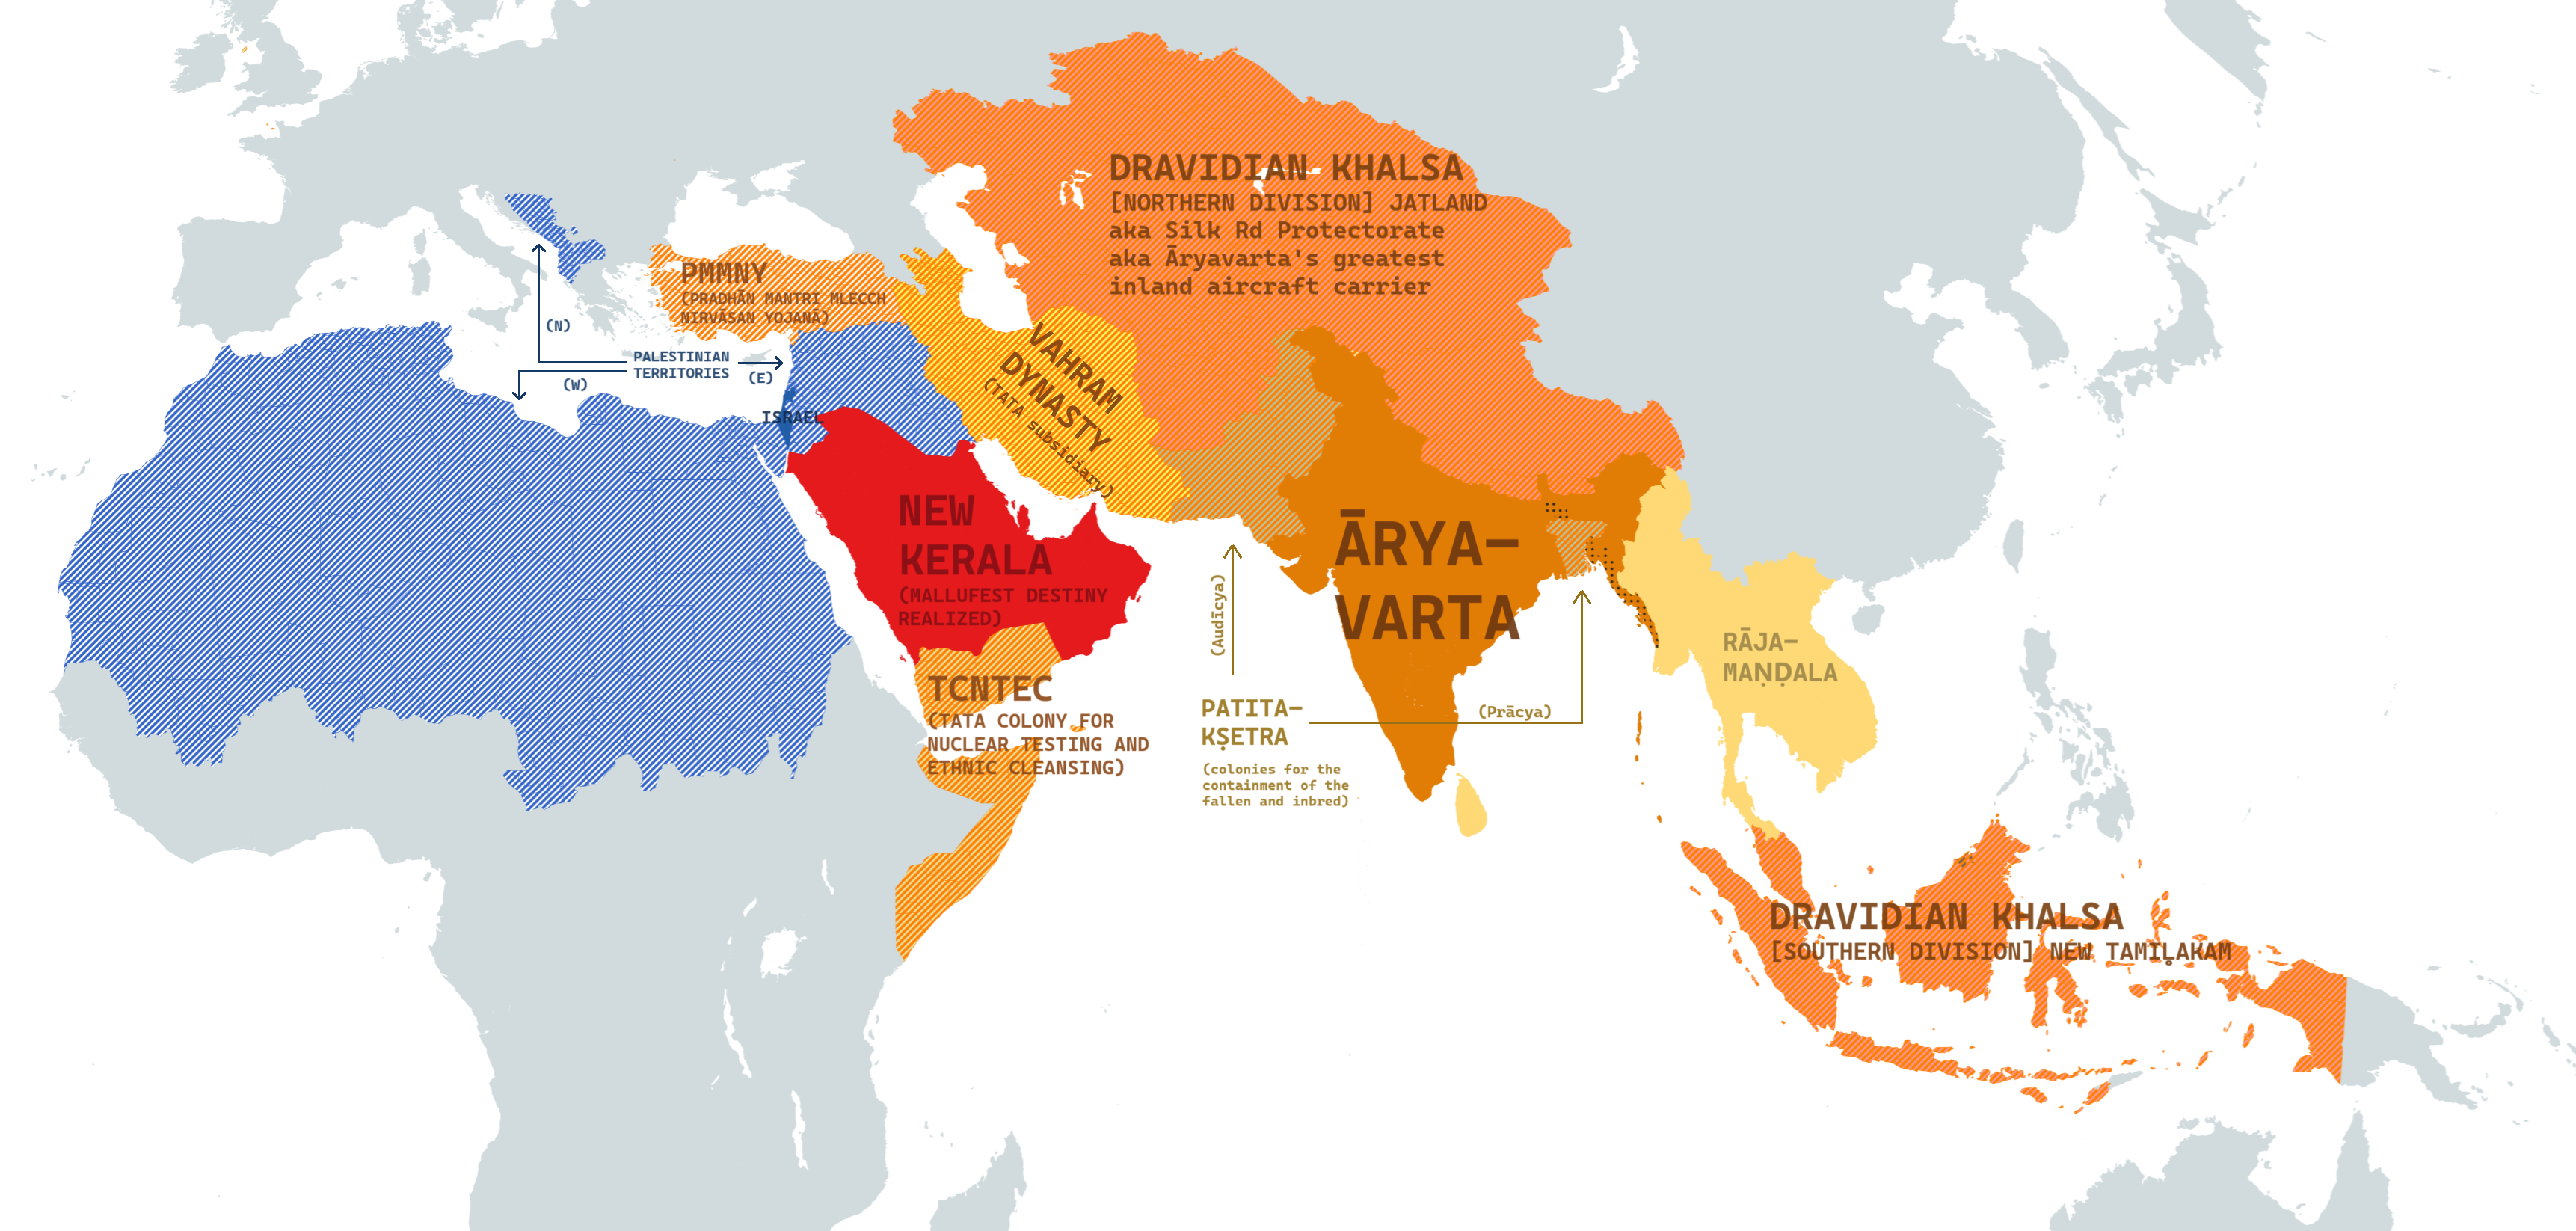 DRAVIDIAN KHALSA
[NORTHERN DIVISION] JATLAND
aka Silk Rd Protectorate
aka Āryavarta's greatest
inland aircraft carrier
PMMNY
(PRADHĀN MANTRI MLECCH
NIRVĀSAN YOJANĀ)
(N)
PALESTINIAN
TERRITORIES
(W)
(E)
ISRAEL
VAHRAM
DYNASTY
(TATA subsidiary)
NEW
KERALA
(MALLUFEST DESTINY
REALIZED)
TCNTEC
(TATA COLONY FOR
NUCLEAR TESTING AND
ETHNIC CLEANSING)
ĀRYA–
VARTA
(Audīcya)
PATITA–
KṢETRA
(Prācya)
(colonies for the
containment of the
fallen and inbred)
RĀJA–
MAṆḌALA
DRAVIDIAN KHALSA
[SOUTHERN DIVISION] NEW TAMIḺAKAM